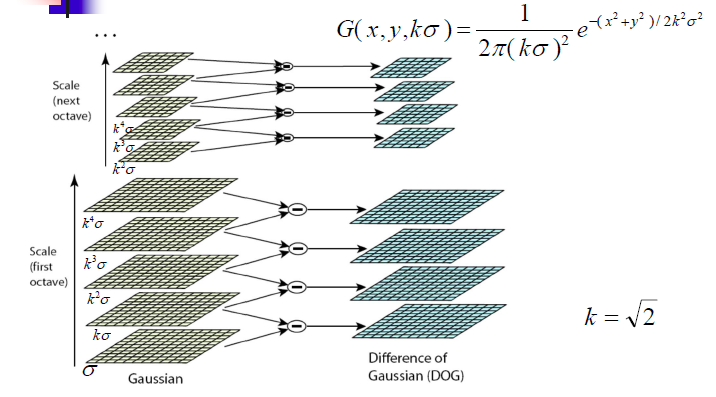 ...
G(x,y,kσ)= 1/2π(kσ)² e^-(x²+y²)/2k²σ²
Scale
(next
octave)
k⁴σ
k³σ
k²σ
k⁴σ
Scale
(first
octave)
k³σ
k²σ
kσ
σ
k = √2
Gaussian
Difference of
Gaussian (DOG)